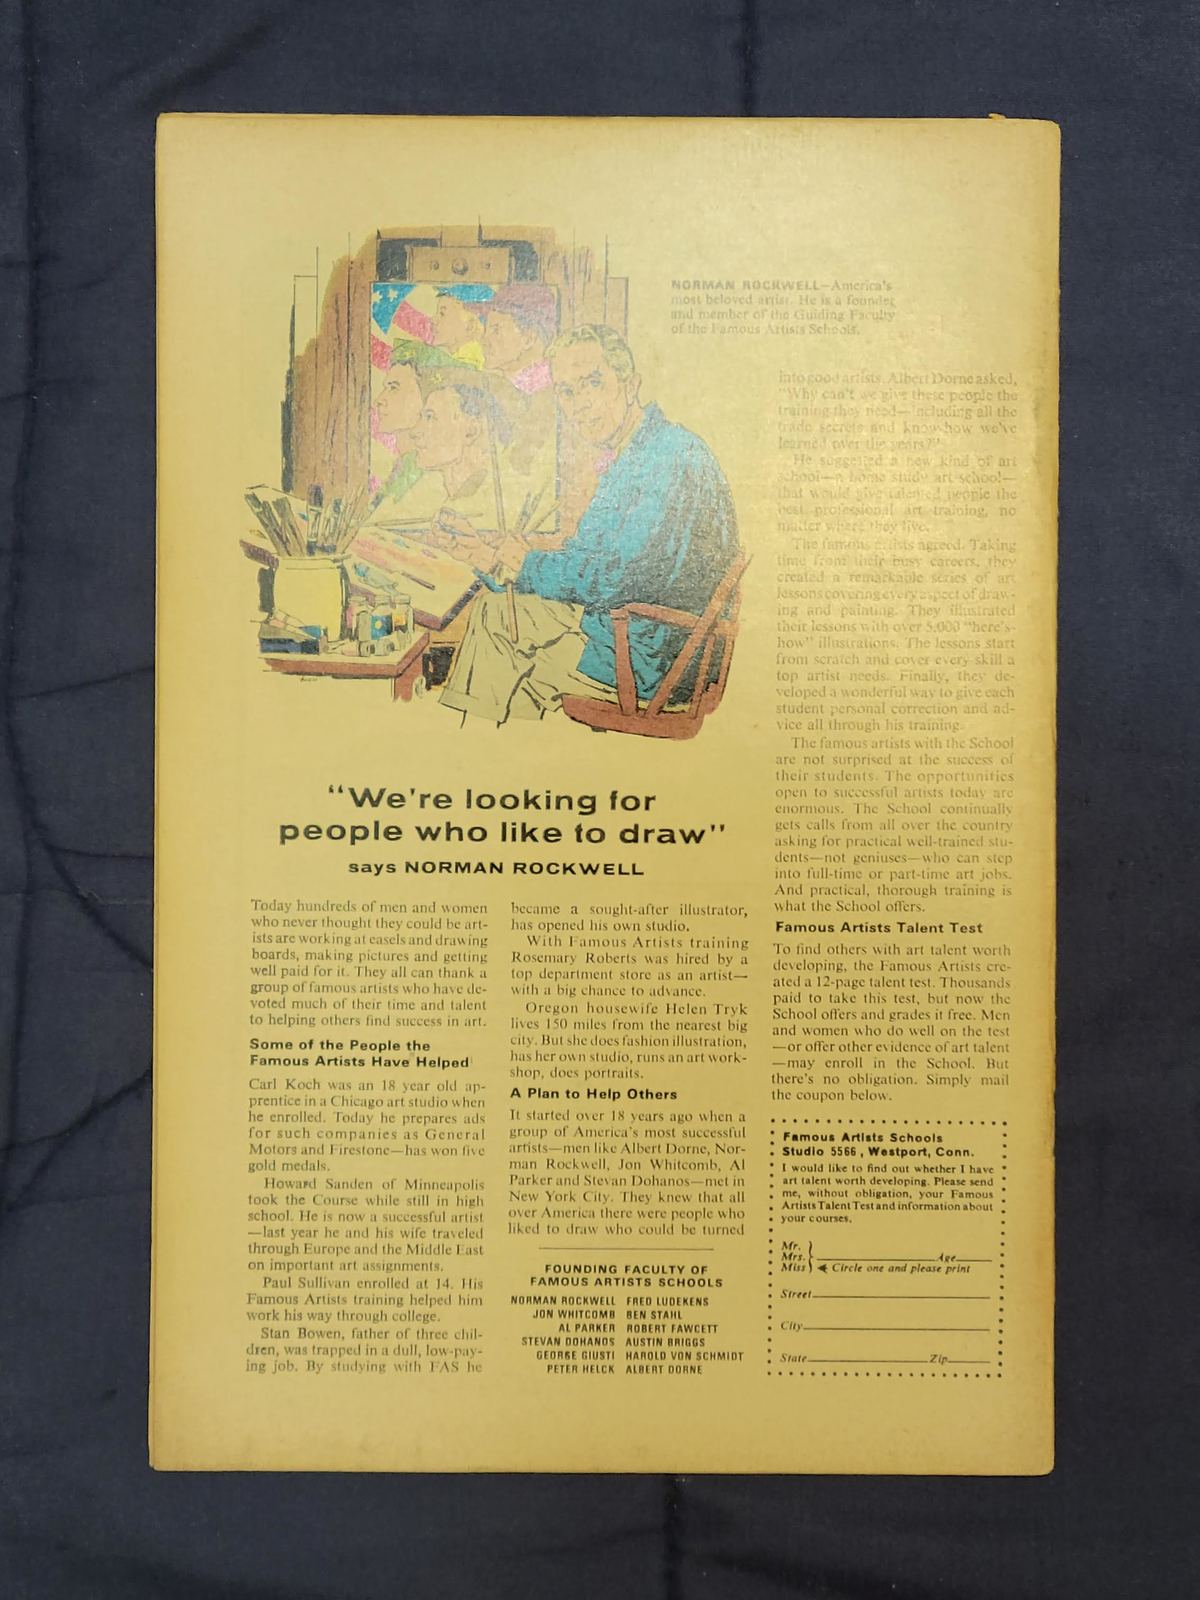 NORMAN ROCKWELL—America's
most beloved artist. He is a founder
and member of the Guiding Faculty
of the Famous Artists Schools.
"We're looking for
people who like to draw"
says NORMAN ROCKWELL
Today hundreds of men and women
who never thought they could be art-
ists are working at easels and drawing
boards, making pictures and getting
well paid for it. They all can thank a
group of famous artists who have de-
voted much of their time and talent
to helping others find success in art.
Some of the People the
Famous Artists Have Helped
Carl Koch was an 18 year old ap-
prentice in a Chicago art studio when
he enrolled. Today he prepares ads
for such companies as General
Motors and Firestone—has won five
gold medals.
Howard Sanden of Minneapolis
took the Course while still in high
school. He is now a successful artist
—last year he and his wife traveled
through Europe and the Middle East
on important art assignments.
Paul Sullivan enrolled at 14. His
Famous Artists training helped him
work his way through college.
Stan Bowen, father of three chil-
dren, was trapped in a dull, low-pay-
ing job. By studying with FAS he
became a sought-after illustrator,
has opened his own studio.
With Famous Artists training
Rosemary Roberts was hired by a
top department store as an artist—
with a big chance to advance.
Oregon housewife Helen Tryk
lives 150 miles from the nearest big
city. But she does fashion illustration,
has her own studio, runs an art work-
shop, does portraits.
A Plan to Help Others
It started over 18 years ago when a
group of America's most successful
artists—men like Albert Dorne, Nor-
man Rockwell, Jon Whitcomb, Al
Parker and Stevan Dohanos—met in
New York City. They knew that all
over America there were people who
liked to draw who could be turned
into good artists. Albert Dorne asked,
"Why can't we give these people the
training they need—including all the
trade secrets and know-how we've
learned over the years?"
He suggested a new kind of art
school—a home study art school—
that would give talented people the
best professional art training, no
matter where they live.
The famous artists agreed. Taking
time from their busy careers, they
created a remarkable series of art
lessons covering every aspect of draw-
ing and painting. They illustrated
their lessons with over 5,000 "here's-
how" illustrations. The lessons start
from scratch and cover every skill a
top artist needs. Finally, they de-
veloped a wonderful way to give each
student personal correction and ad-
vice all through his training.
The famous artists with the School
are not surprised at the success of
their students. The opportunities
open to successful artists today are
enormous. The School continually
gets calls from all over the country
asking for practical well-trained stu-
dents—not geniuses—who can step
into full-time or part-time art jobs.
And practical, thorough training is
what the School offers.
Famous Artists Talent Test
To find others with art talent worth
developing, the Famous Artists cre-
ated a 12-page talent test. Thousands
paid to take this test, but now the
School offers and grades it free. Men
and women who do well on the test
—or offer other evidence of art talent
—may enroll in the School. But
there's no obligation. Simply mail
the coupon below.
FOUNDING FACULTY OF
FAMOUS ARTISTS SCHOOLS
NORMAN ROCKWELL FRED LUDEKENS
JON WHITCOMB BEN STAHL
AL PARKER ROBERT FAWCETT
STEVAN DOHANOS AUSTIN BRIGGS
GEORGE GIUSTI HAROLD VON SCHMIDT
PETER HELCK ALBERT DORNE
Famous Artists Schools
Studio 5566, Westport, Conn.
I would like to find out whether I have
art talent worth developing. Please send
me, without obligation, your Famous
Artists Talent Test and information about
your courses.
Mr.
Mrs. Age
Miss Circle one and please print
Street
City
State Zip